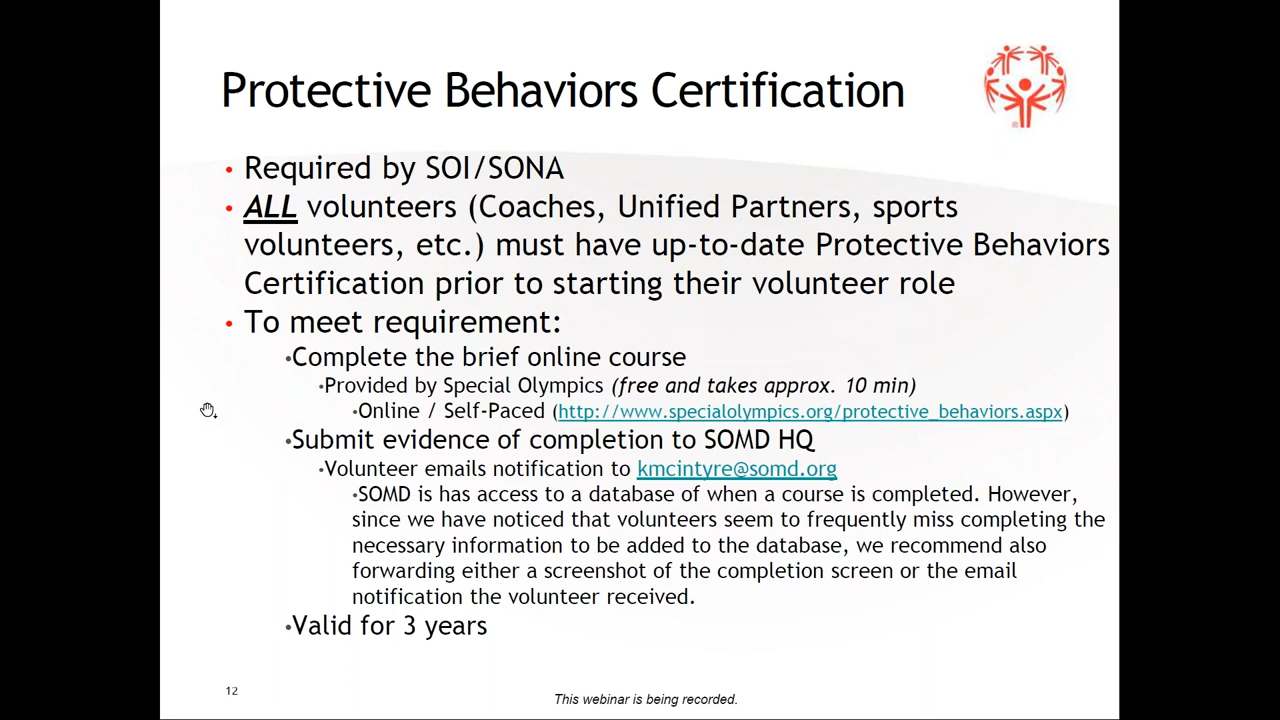 Protective Behaviors Certification
• Required by SOI/SONA
• ALL volunteers (Coaches, Unified Partners, sports
volunteers, etc.) must have up-to-date Protective Behaviors
Certification prior to starting their volunteer role
• To meet requirement:
•Complete the brief online course
•Provided by Special Olympics (free and takes approx. 10 min)
•Online / Self-Paced (http://www.specialolympics.org/protective_behaviors.aspx)
•Submit evidence of completion to SOMD HQ
•Volunteer emails notification to kmcintyre@somd.org
•SOMD is has access to a database of when a course is completed. However,
since we have noticed that volunteers seem to frequently miss completing the
necessary information to be added to the database, we recommend also
forwarding either a screenshot of the completion screen or the email
notification the volunteer received.
•Valid for 3 years
12
This webinar is being recorded.